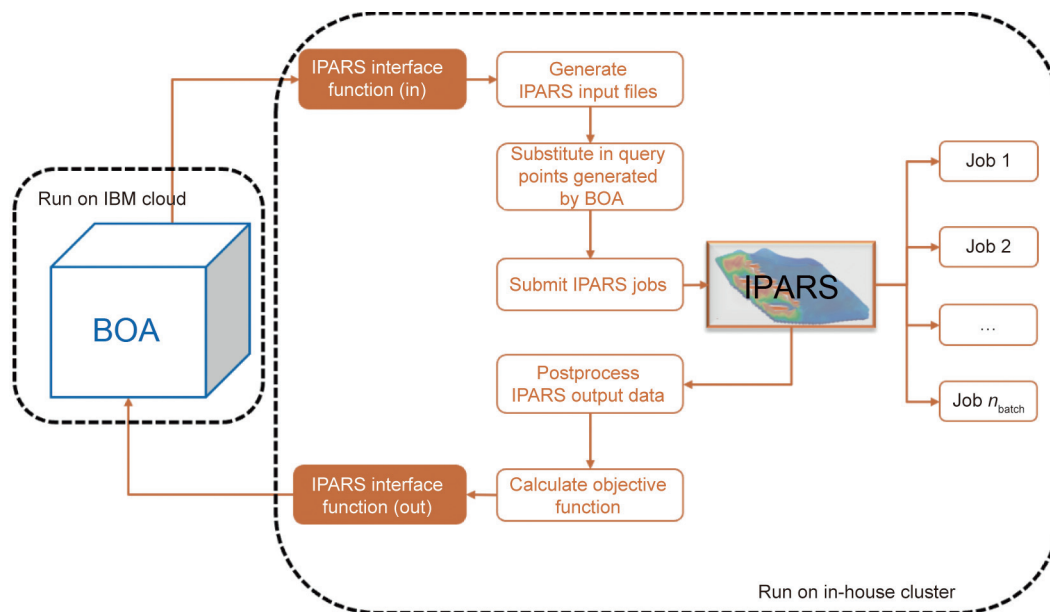 IPARS interface
function (in)
Generate
IPARS input files
Substitute in query
points generated
by BOA
Submit IPARS jobs
IPARS
Job 1
Job 2
...
Job n_batch
Postprocess
IPARS output data
Calculate objective
function
IPARS interface
function (out)
Run on IBM cloud
BOA
Run on in-house cluster